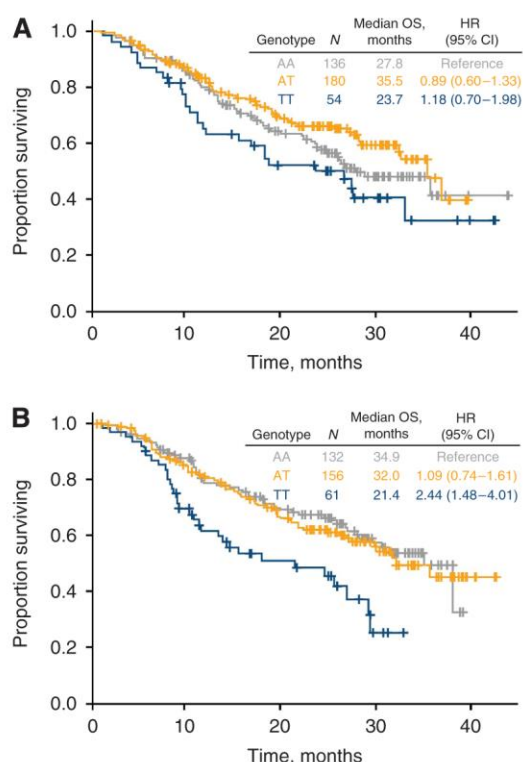 A
Median OS, HR
Genotype N months (95% CI)
AA 136 27.8 Reference
AT 180 35.5 0.89 (0.60–1.33)
TT 54 23.7 1.18 (0.70–1.98)
Proportion surviving
1.0
0.8
0.6
0.4
0.2
0.0
0 10 20 30 40
Time, months
B
Median OS, HR
Genotype N months (95% CI)
AA 132 34.9 Reference
AT 156 32.0 1.09 (0.74–1.61)
TT 61 21.4 2.44 (1.48–4.01)
Proportion surviving
1.0
0.8
0.6
0.4
0.2
0.0
0 10 20 30 40
Time, months